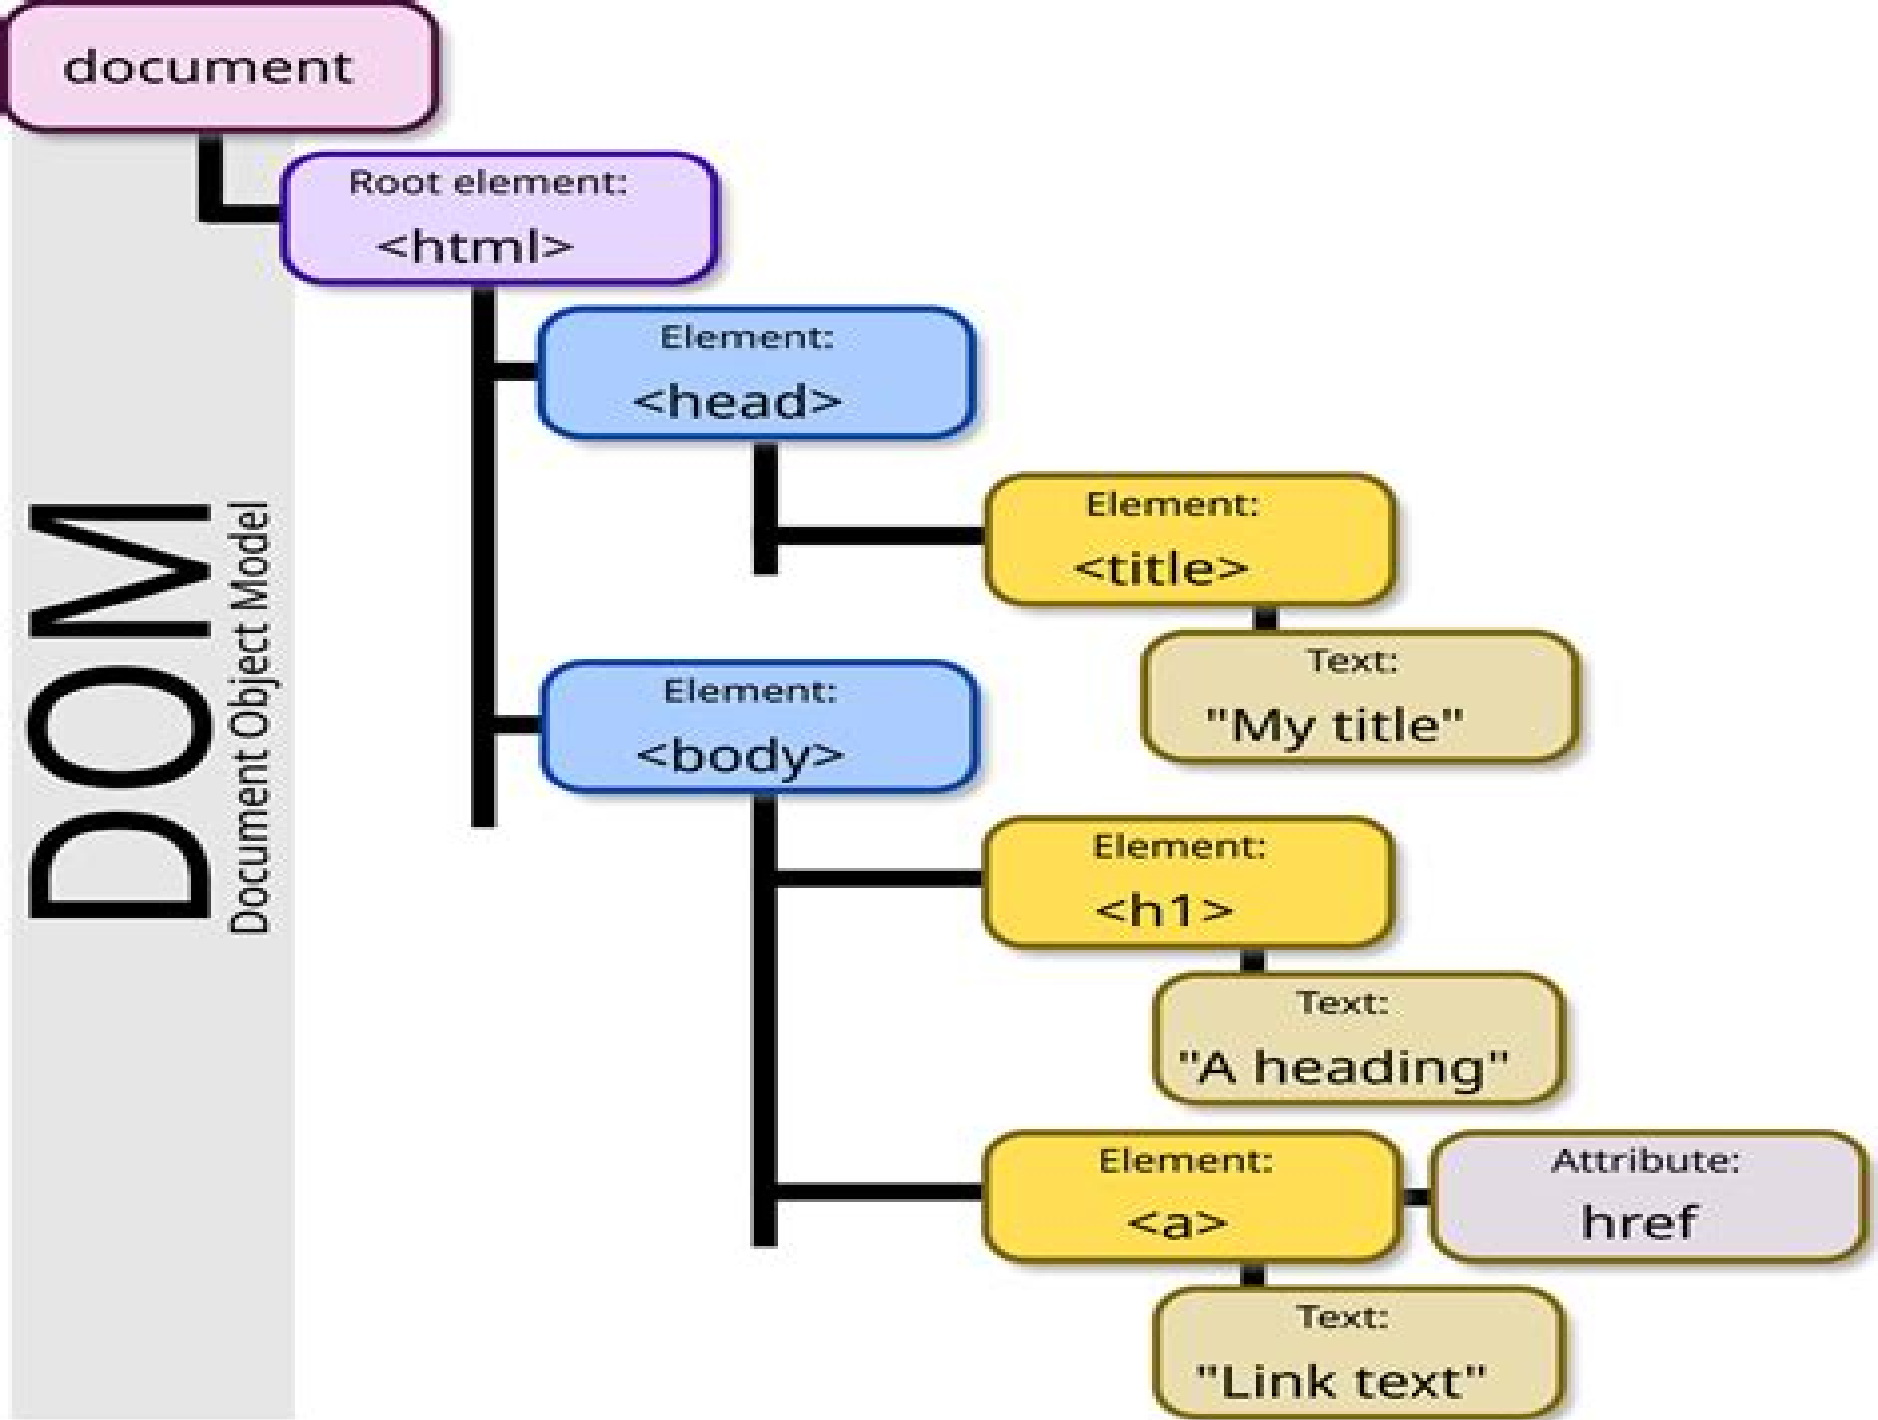 document
Root element:
<html>
Element:
<head>
Element:
<title>
Text:
"My title"
Element:
<body>
Element:
<h1>
Text:
"A heading"
Element:
<a>
Attribute:
href
Text:
"Link text"
DOM
Document Object Model